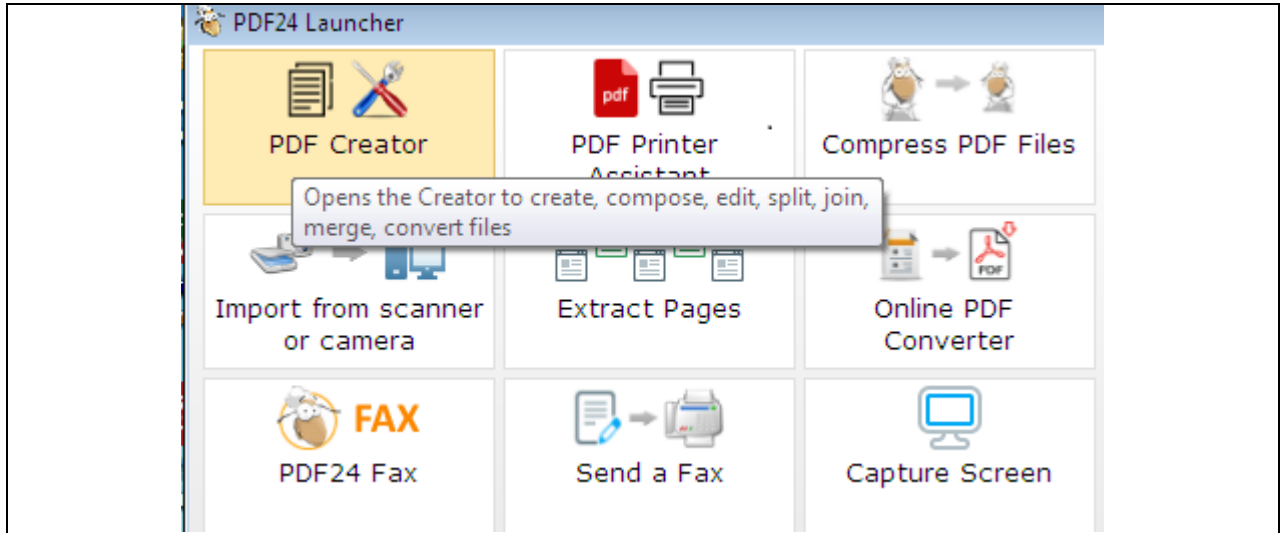 PDF24 Launcher
pdf
PDF Creator
PDF Printer
Assistant
Compress PDF Files
Opens the Creator to create, compose, edit, split, join,
merge, convert files
PDF
Import from scanner
or camera
Extract Pages
Online PDF
Converter
FAX
PDF24 Fax
Send a Fax
Capture Screen